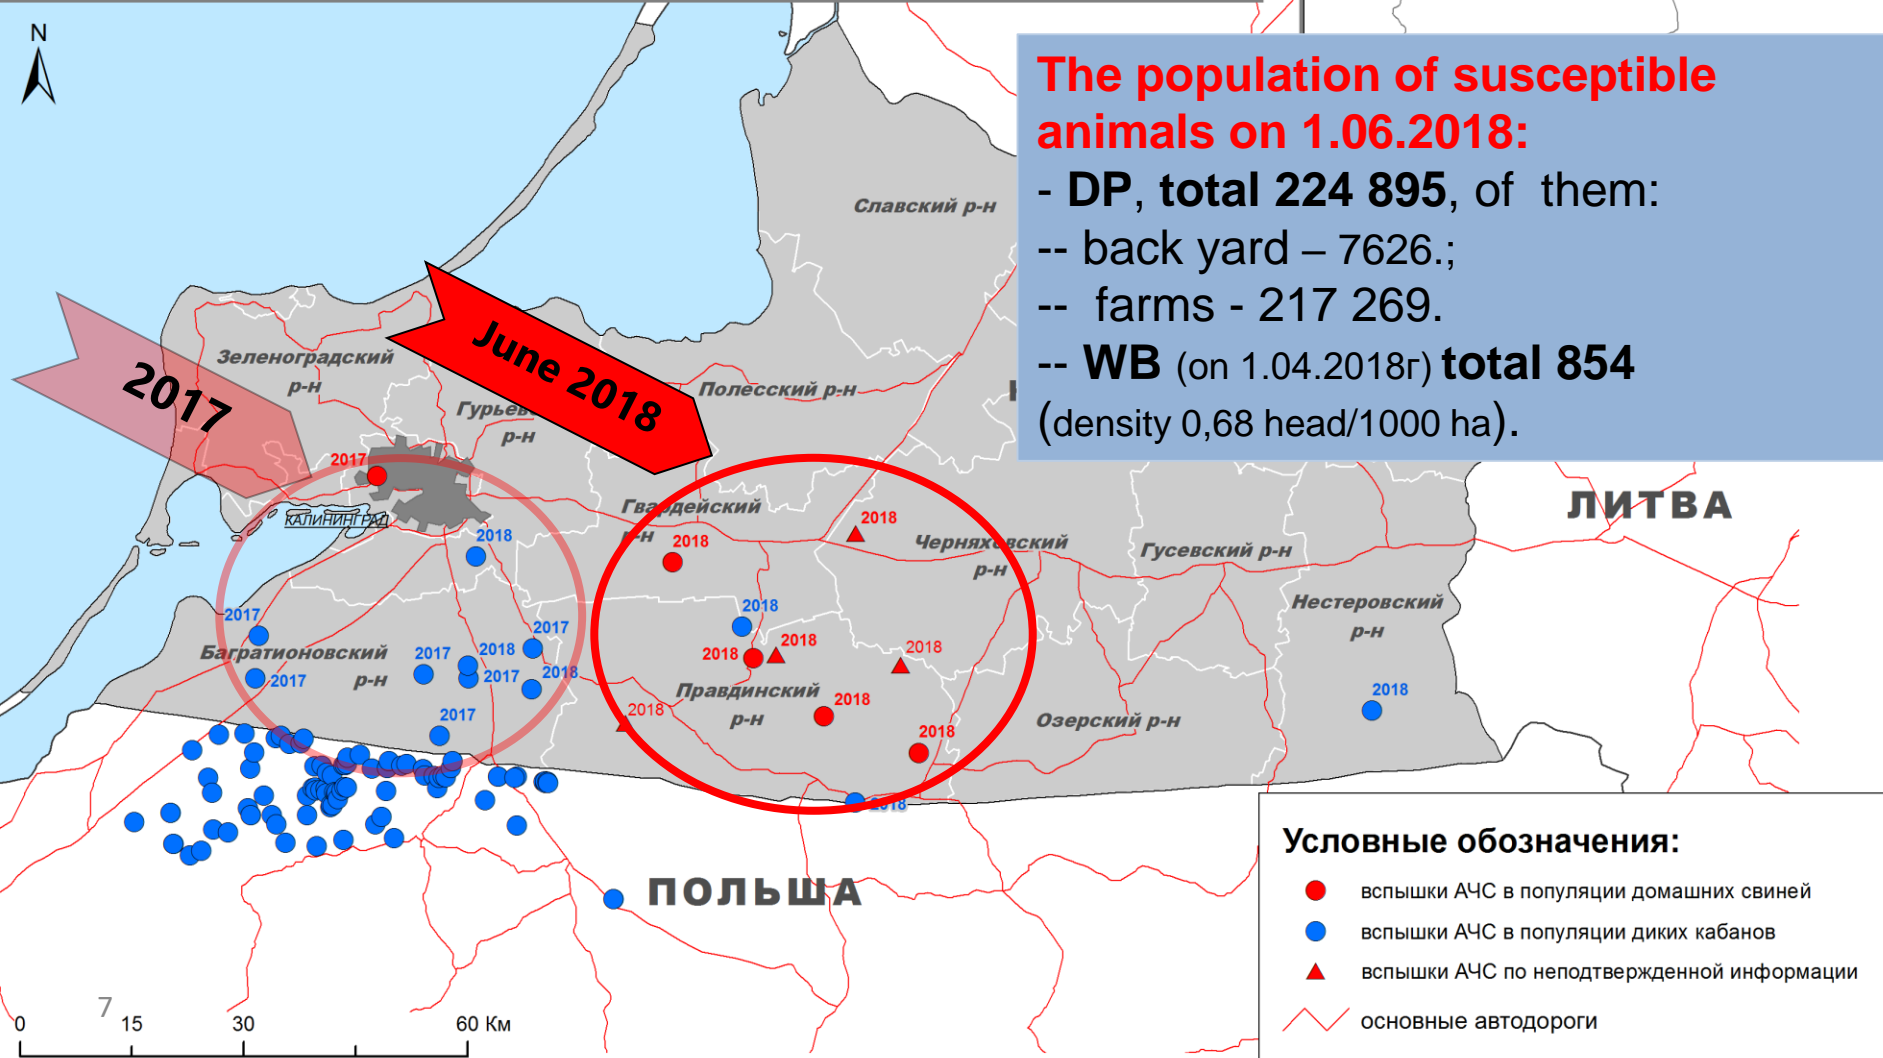 N
The population of susceptible
animals on 1.06.2018:
- DP, total 224 895, of them:
-- back yard – 7626.;
-- farms - 217 269.
-- WB (on 1.04.2018г) total 854
(density 0,68 head/1000 ha).
Славский р-н
Зеленоградский
р-н
2017
June 2018
Полесский р-н
р-н
2017
КАЛИНИНГРАД
Гвардейский
р-н
ЛИТВА
2018
2018
2018
Черняховский
р-н
Гусевский р-н
Нестеровский
р-н
2017
2018
2017
2018
2018
2018
Багратионовский
р-н
2017
2018
2018
2017
2017
2018
Правдинский
р-н
2018
2018
2018
Озерский р-н
2017
2018
2018
ПОЛЬША
Условные обозначения:
вспышки АЧС в популяции домашних свиней
вспышки АЧС в популяции диких кабанов
вспышки АЧС по неподтвержденной информации
основные автодороги
7
0 15 30 60 Км